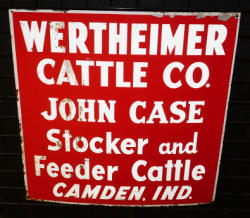 WERTHEIMER
CATTLE CO.
JOHN CASE
Stocker and
Feeder Cattle
CAMDEN, IND.